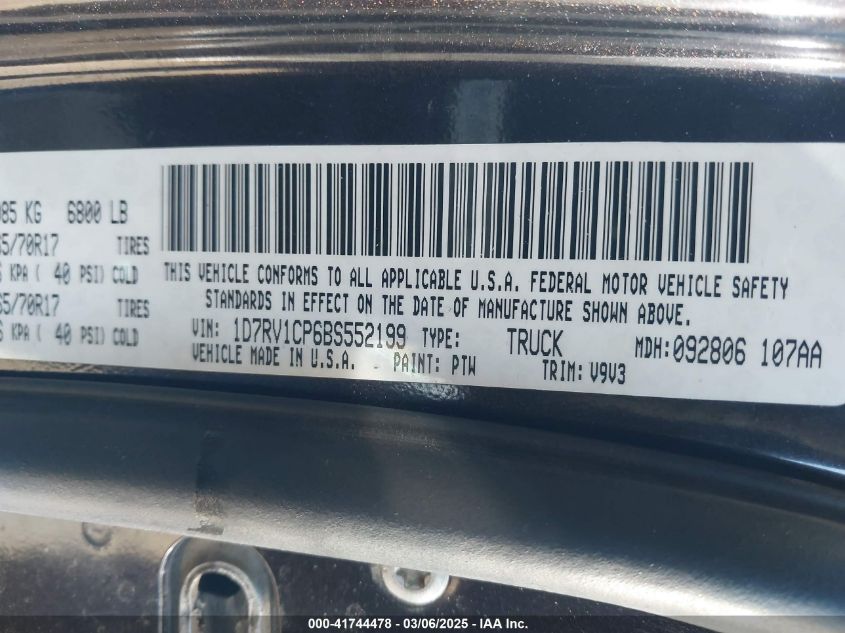 985 KG 6800 LB
5/70R17 TIRES
KPA ( 40 PSI) COLD
65/70R17 TIRES
KPA ( 40 PSI) COLD
THIS VEHICLE CONFORMS TO ALL APPLICABLE U.S.A. FEDERAL MOTOR VEHICLE SAFETY
STANDARDS IN EFFECT ON THE DATE OF MANUFACTURE SHOWN ABOVE.
VIN: 1D7RV1CP6BS552199 TYPE: TRUCK MDH:092806 107AA
VEHICLE MADE IN U.S.A. PAINT: PTW TRIM: V9V3
000-41744478 - 03/06/2025 - IAA Inc.